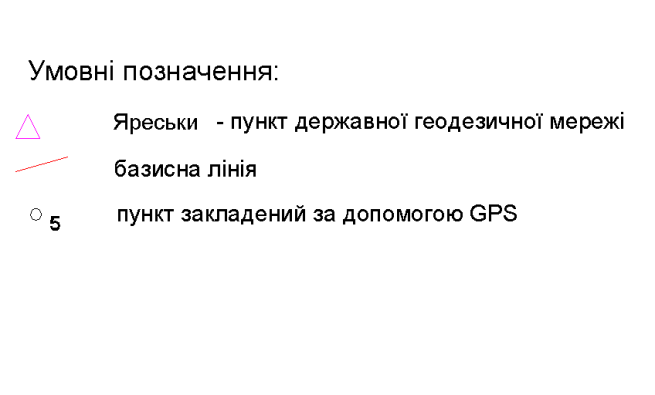 Умовні позначення:
Яреськи - пункт державної геодезичної мережі
базисна лінія
5 пункт закладений за допомогою GPS